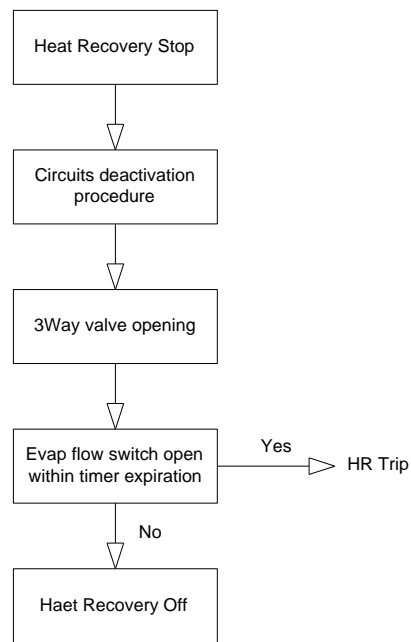 Heat Recovery Stop
Circuits deactivation
procedure
3Way valve opening
Evap flow switch open
within timer expiration
Yes
HR Trip
No
Haet Recovery Off